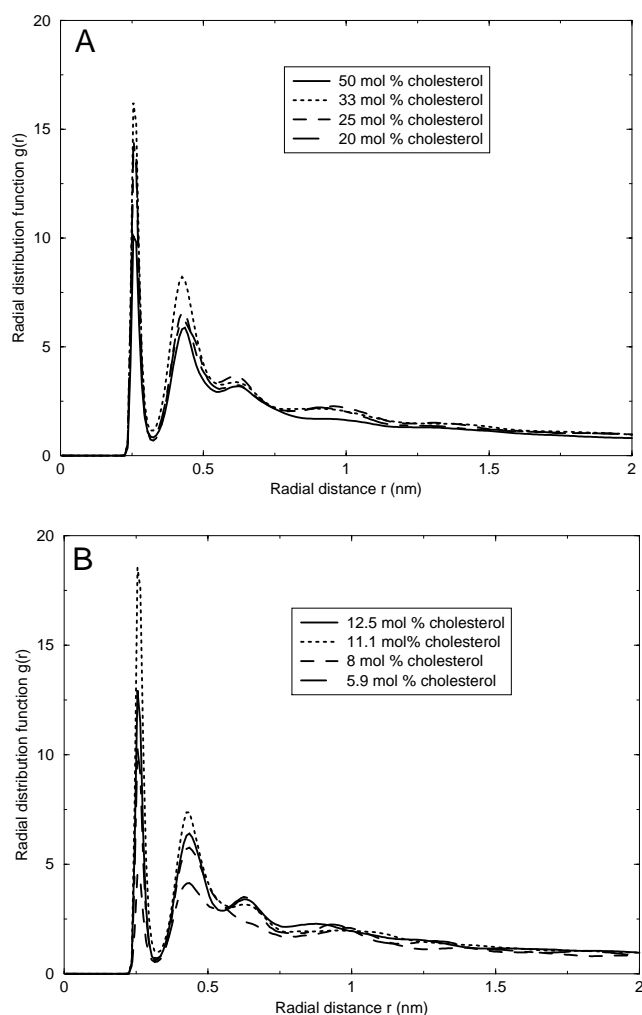 A
20
15
10
5
0
Radial distribution function g(r)
50 mol % cholesterol
33 mol % cholesterol
25 mol % cholesterol
20 mol % cholesterol
0 0.5 1 1.5 2
Radial distance r (nm)
B
20
15
10
5
0
Radial distribution function g(r)
12.5 mol % cholesterol
11.1 mol% cholesterol
8 mol % cholesterol
5.9 mol % cholesterol
0 0.5 1 1.5 2
Radial distance r (nm)